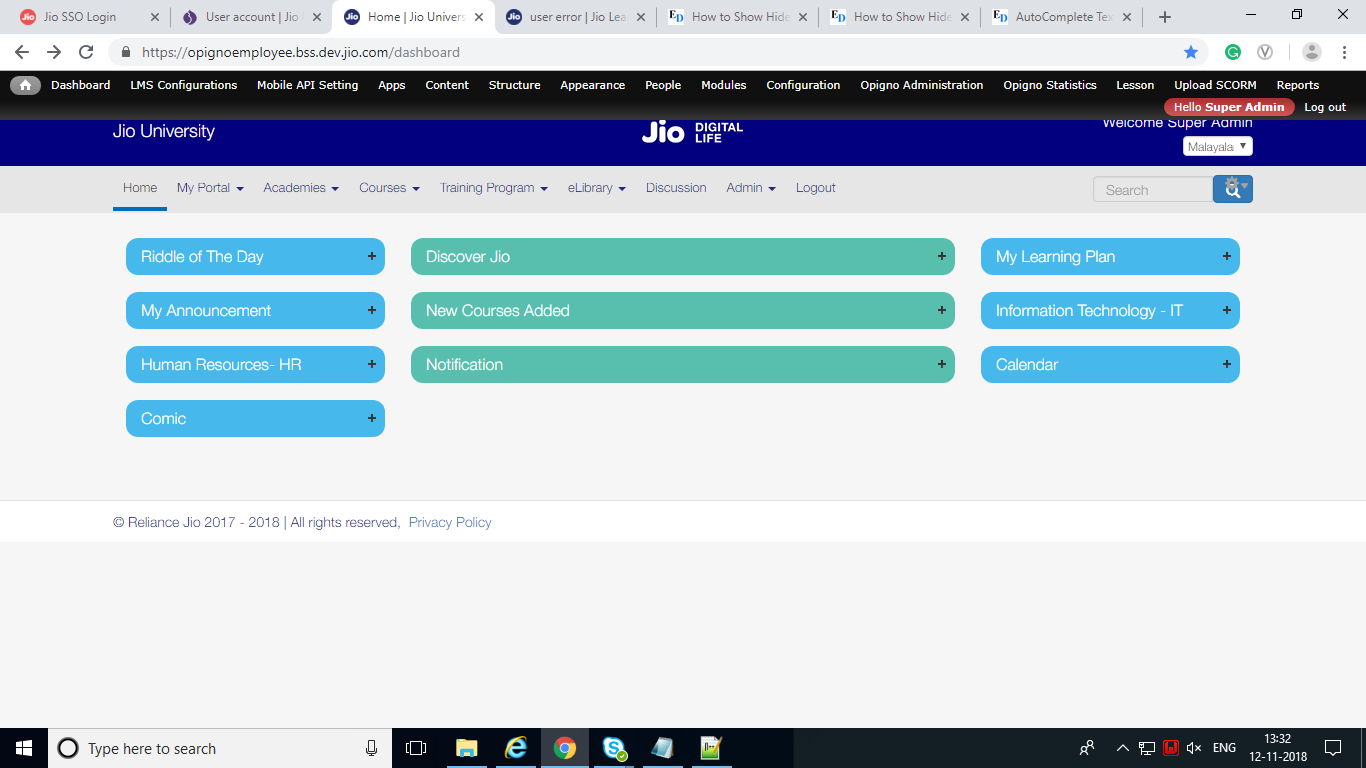 Jio SSO Login
User account | Jio
Home | Jio Univers
user error | Jio Lea
How to Show Hide
How to Show Hide
AutoComplete Tex
https://opignoemployee.bss.dev.jio.com/dashboard
Dashboard LMS Configurations Mobile API Setting Apps Content Structure Appearance People Modules Configuration Opigno Administration Opigno Statistics Lesson Upload SCORM Reports
Hello Super Admin Log out
Jio University
Jio DIGITAL
LIFE
Welcome Super Admin
Malayala
Home My Portal Academies Courses Training Program eLibrary Discussion Admin Logout
Search
Riddle of The Day
Discover Jio
My Learning Plan
My Announcement
New Courses Added
Information Technology - IT
Human Resources- HR
Notification
Calendar
Comic
© Reliance Jio 2017 - 2018 | All rights reserved, Privacy Policy
Type here to search
ENG
13:32
12-11-2018